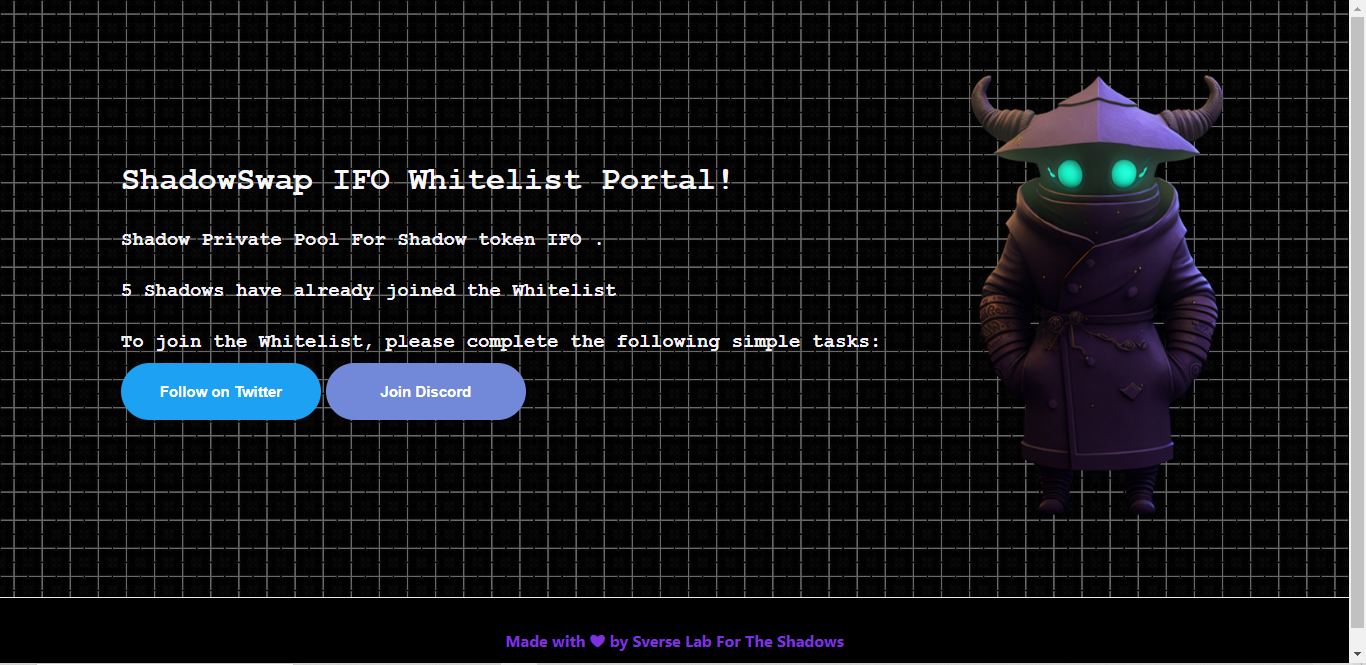 ShadowSwap IFO Whitelist Portal!
Shadow Private Pool For Shadow token IFO .
5 Shadows have already joined the Whitelist
To join the Whitelist, please complete the following simple tasks:
Follow on Twitter Join Discord
Made with 💜 by Sverse Lab For The Shadows